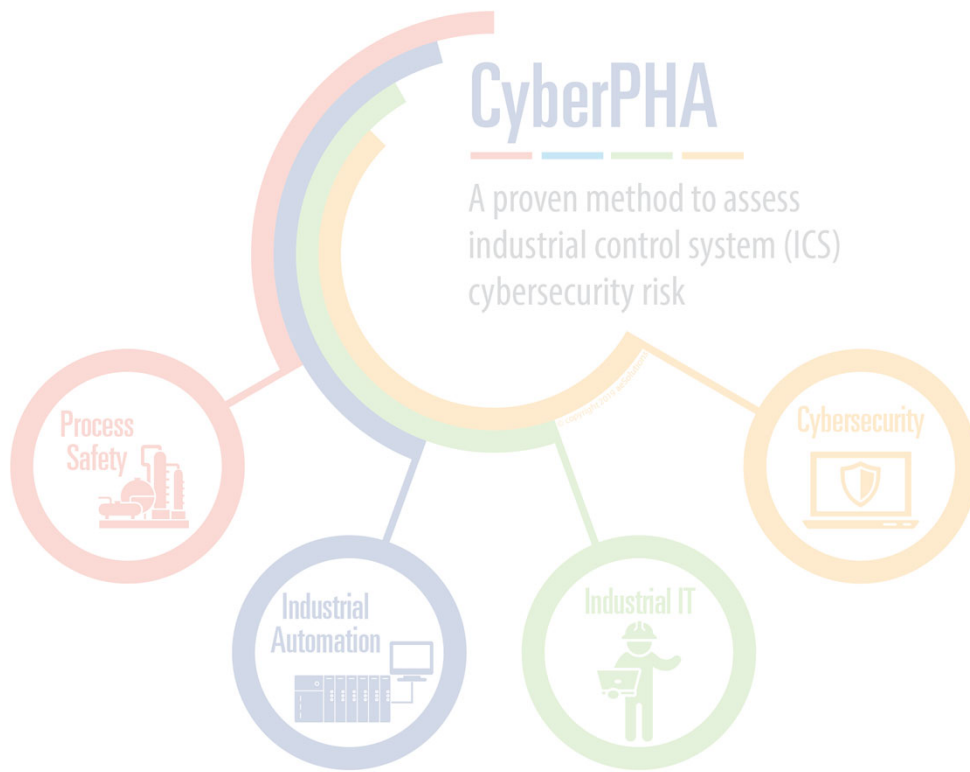 CyberPHA
A proven method to assess
industrial control system (ICS)
cybersecurity risk
Process
Safety
Industrial
Automation
Industrial IT
Cybersecurity